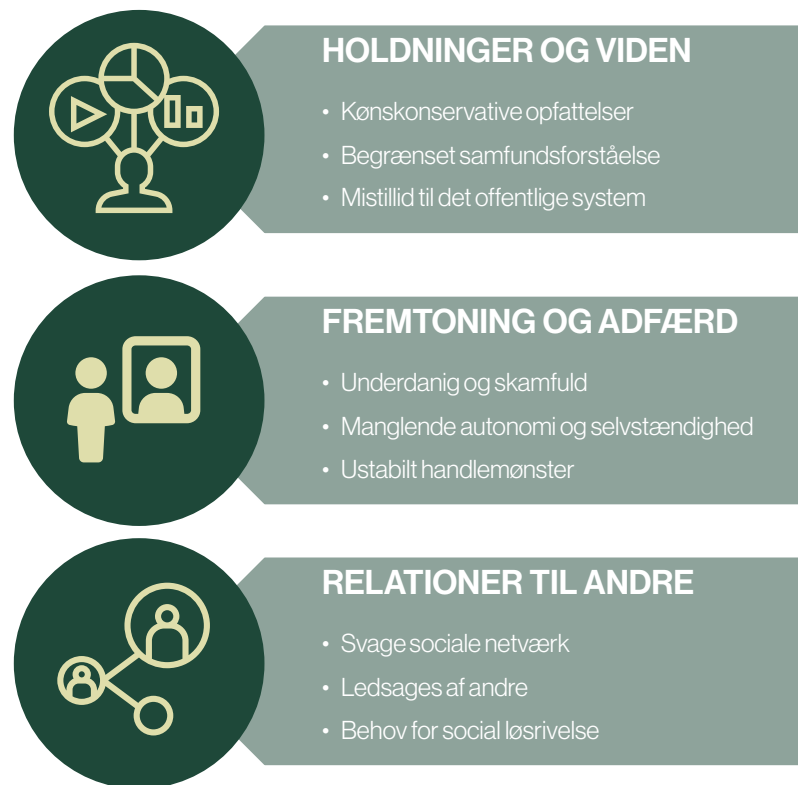 HOLDNINGER OG VIDEN
• Kønskonservative opfattelser
• Begrænset samfundsforståelse
• Mistillid til det offentlige system
FREMTONING OG ADFÆRD
• Underdanig og skamfuld
• Manglende autonomi og selvstændighed
• Ustabilt handlemønster
RELATIONER TIL ANDRE
• Svage sociale netværk
• Ledsages af andre
• Behov for social løsrivelse